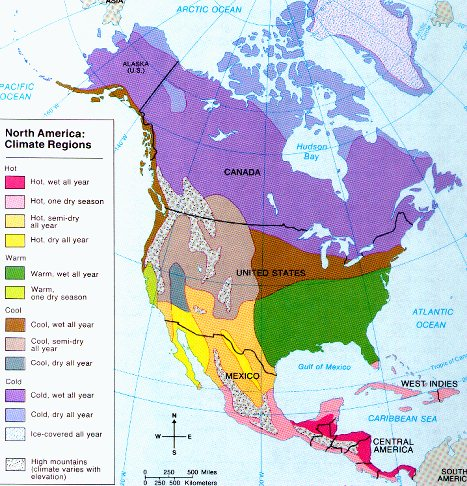 ASIA
ARCTIC OCEAN
ALASKA
(U.S.)
PACIFIC
OCEAN
North America:
Climate Regions
Hot
Hot, wet all year
Hot, one dry season
Hot, semi-dry
all year
Hot, dry all year
Warm
Warm, wet all year
Warm,
one dry season
Cool
Cool, wet all year
Cool, semi-dry
all year
Cool, dry all year
Cold
Cold, wet all year
Cold, dry all year
Ice-covered all year
High mountains
(climate varies with
elevation)
Hudson
Bay
CANADA
UNITED STATES
ATLANTIC
OCEAN
Gulf of Mexico
MEXICO
WEST INDIES
CARIBBEAN SEA
CENTRAL
AMERICA
SOUTH
AMERICA
N
W
E
S
0 500 Miles
0 500 Kilometers